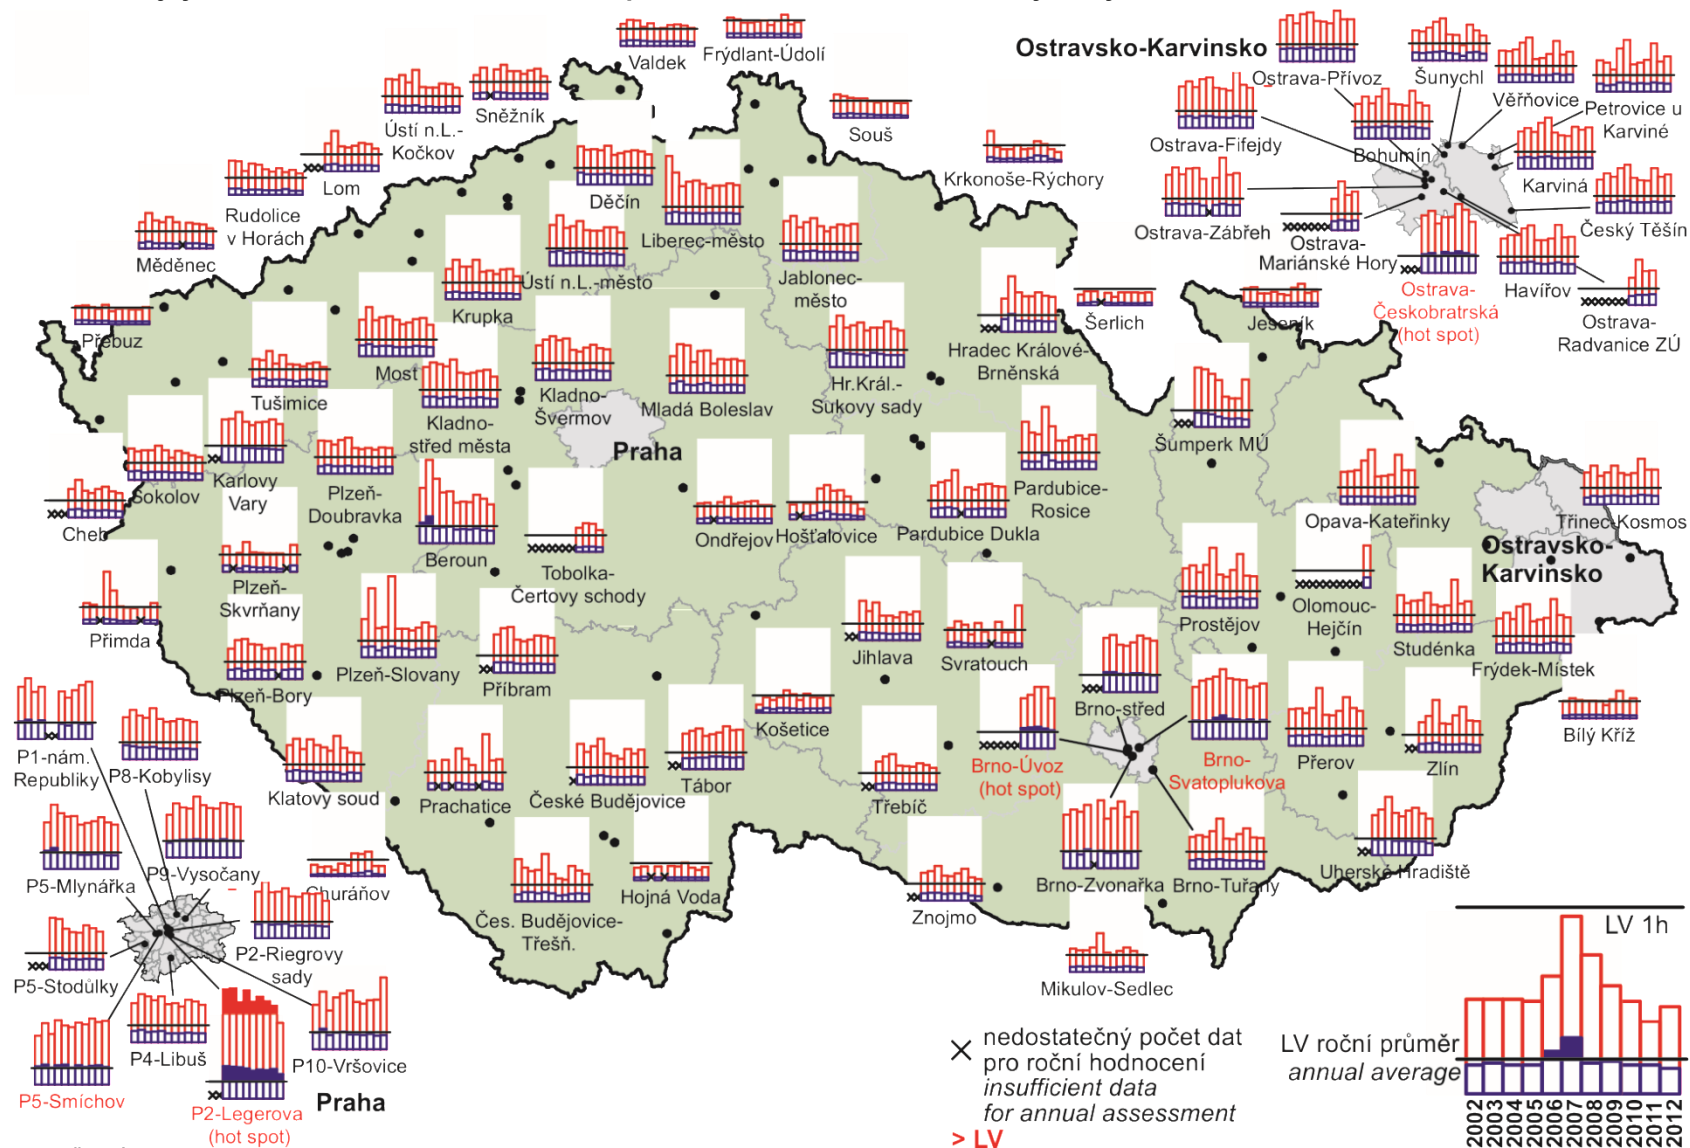 Valdek
Frýdlant-Údolí
Ostravsko-Karvinsko
Ostrava-Přívoz
Šunychl
Věřňovice
Petrovice u
Karviné
Ústí n.L.-
Kočkov
Sněžník
Souš
Ostrava-Fifejdy
Bohumín
Karviná
Lom
Děčín
Krkonoše-Rýchory
Rudolice
v Horách
Liberec-město
Ostrava-Zábřeh
Ostrava-
Mariánské Hory
Český Těšín
Měděnec
Ústí n.L.-město
Jablonec-
město
Ostrava-
Českobratrská
(hot spot)
Havířov
Ostrava-
Radvanice ZÚ
Krupka
Šerlich
Jeseník
Přebuz
Most
Kladno-
Švermov
Mladá Boleslav
Hr.Král.-
Sukovy sady
Hradec Králové-
Brněnská
Tušimice
Kladno-
střed města
Šumperk MÚ
Praha
Sokolov
Karlovy
Vary
Plzeň-
Doubravka
Pardubice-
Rosice
Cheb
Beroun
Ondřejov
Hošťalovice
Pardubice Dukla
Opava-Kateřinky
Třinec-Kosmos
Tobolka-
Čertovy schody
Ostravsko-
Karvinsko
Plzeň-
Skvrňany
Olomouc-
Hejčín
Přimda
Prostějov
Studénka
Jihlava
Svratouch
Frýdek-Místek
Plzeň-Bory
Plzeň-Slovany
Příbram
Košetice
Brno-střed
Bílý Kříž
P1-nám.
Republiky
P8-Kobylisy
Klatovy soud
Prachatice
České Budějovice
Tábor
Třebíč
Brno-Úvoz
(hot spot)
Brno-
Svatoplukova
Přerov
Zlín
P5-Mlynářka
P9-Vysočany
Churáňov
Hojná Voda
Brno-Zvonařka
Brno-Tuřany
Uherské Hradiště
Čes. Budějovice-
Třešň.
Znojmo
P2-Riegrovy
sady
P5-Stodůlky
Mikulov-Sedlec
P4-Libuš
P10-Vršovice
P5-Smíchov
P2-Legerova
(hot spot)
Praha
nedostatečný počet dat
pro roční hodnocení
insufficient data
for annual assessment
> LV
LV 1h
LV roční průměr
annual average
2002
2003
2004
2005
2006
2007
2008
2009
2010
2011
2012